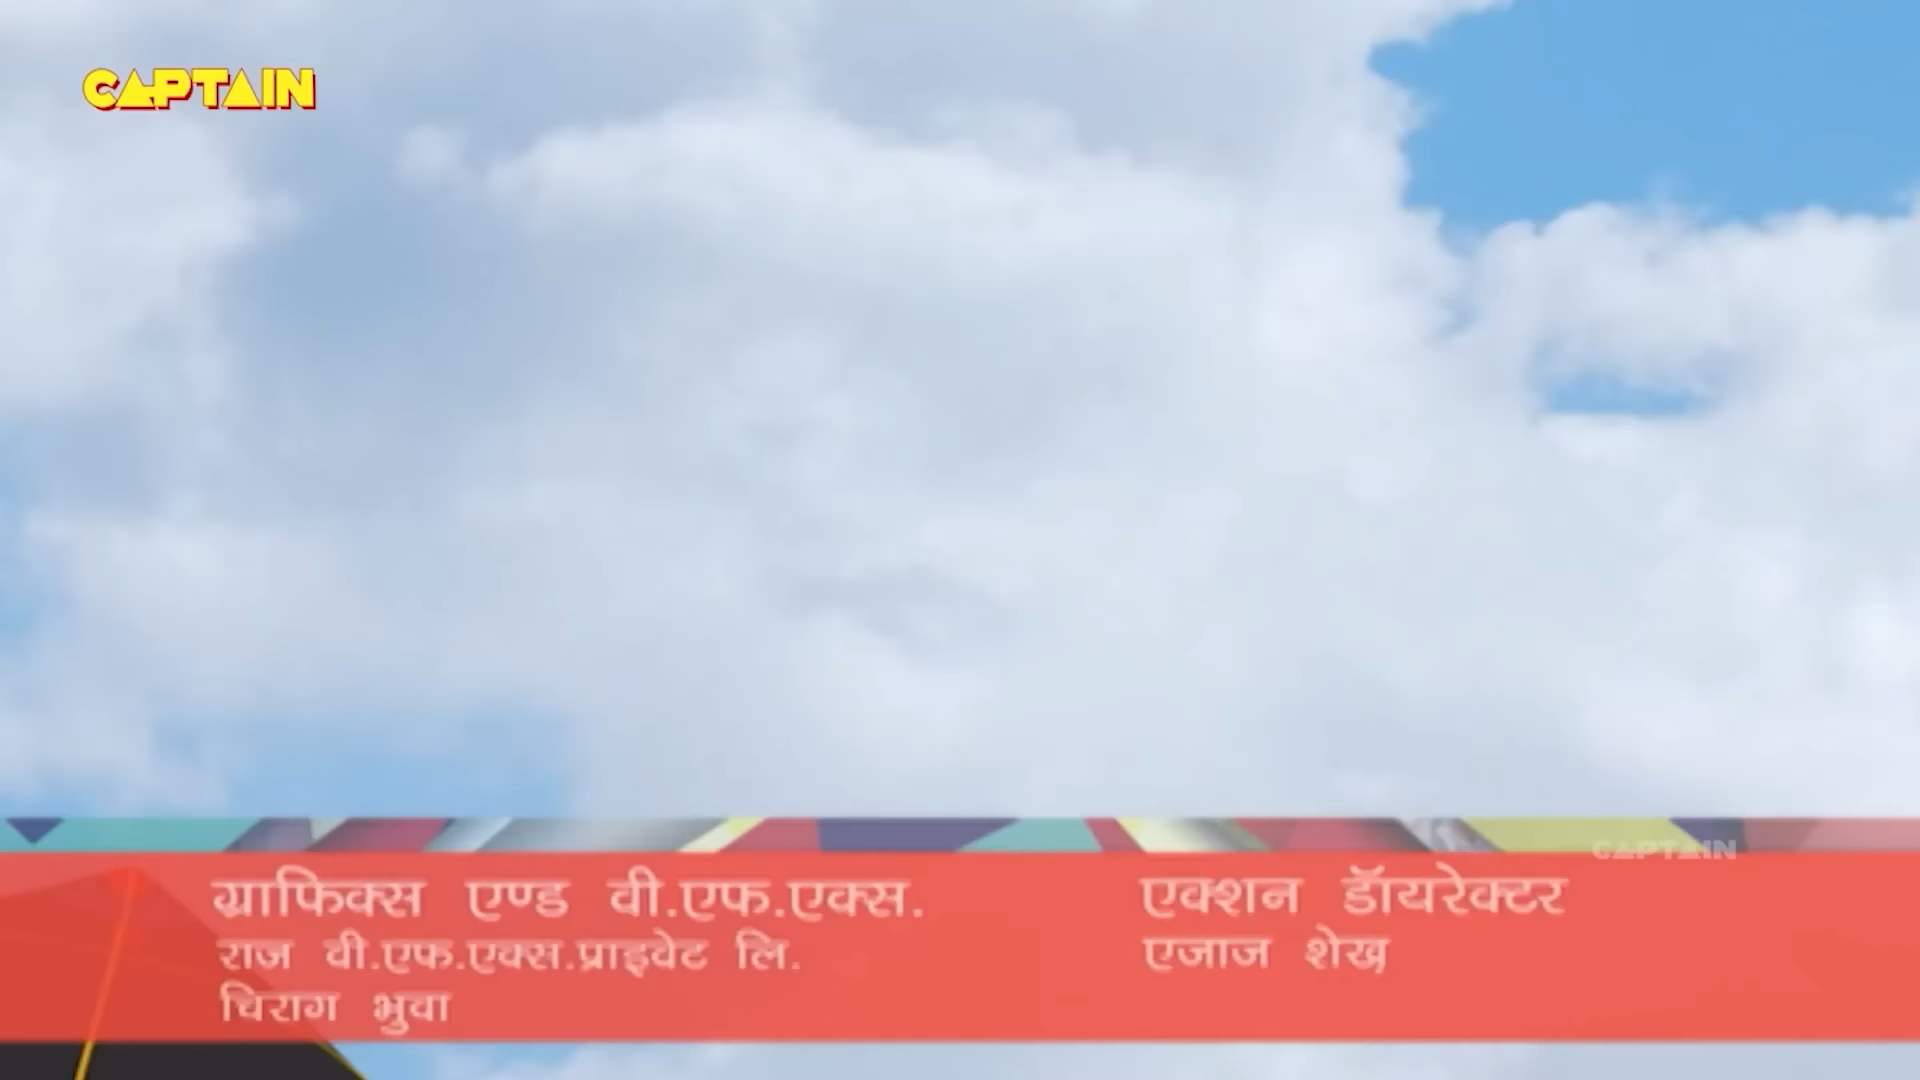 CAPTAIN
CAPTAIN
ग्राफिक्स एण्ड वी.एफ.एक्स.
राज वी.एफ.एक्स.प्राइवेट लि.
चिराग भुवा
एक्शन डॅायरेक्टर
एजाज शेख